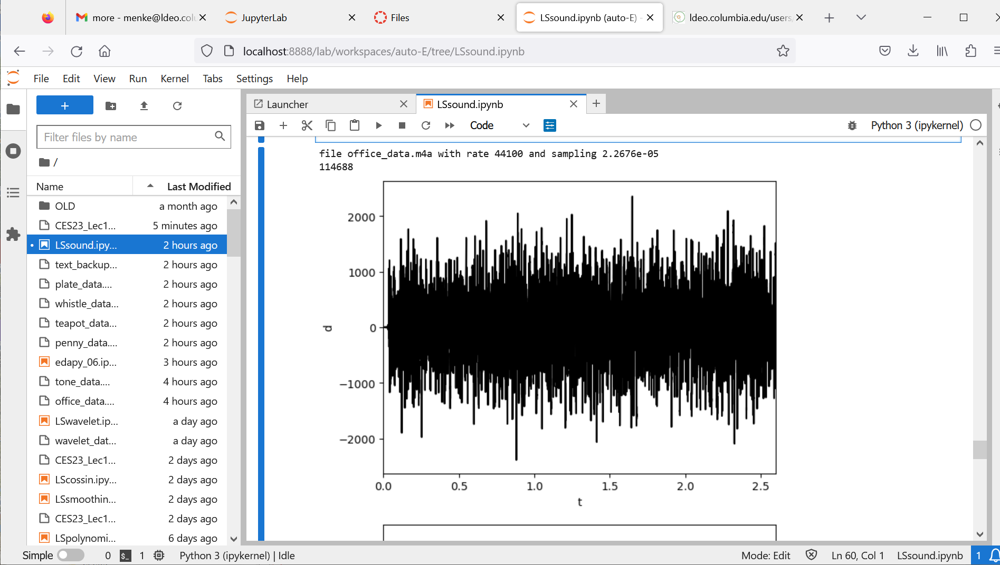 more - menke@ldeo.colu
JupyterLab
Files
LSsound.ipynb (auto-E) -
ldeo.columbia.edu/users/
localhost:8888/lab/workspaces/auto-E/tree/LSsound.ipynb
File Edit View Run Kernel Tabs Settings Help
Filter files by name
/
Name Last Modified
OLD a month ago
CES23_Lec1... 5 minutes ago
LSsound.ipy... 2 hours ago
text_backup... 2 hours ago
plate_data.... 2 hours ago
whistle_data... 2 hours ago
teapot_data... 2 hours ago
penny_data.... 2 hours ago
edapy_06.ip... 3 hours ago
tone_data.... 4 hours ago
office_data.... 4 hours ago
LSwavelet.ip... a day ago
wavelet_dat... a day ago
CES23_Lec1... 2 days ago
LScossin.ipy... 2 days ago
LSsmoothin... 2 days ago
CES23_Lec1... 2 days ago
LSpolynomi... 6 days ago
Launcher
LSsound.ipynb
Code
Python 3 (ipykernel)
file office_data.m4a with rate 44100 and sampling 2.2676e-05
114688
2000
1000
0
−1000
−2000
d
0.0 0.5 1.0 1.5 2.0 2.5
t
Simple 0 $_ 1 Python 3 (ipykernel) | Idle Mode: Edit Ln 60, Col 1 LSsound.ipynb 1